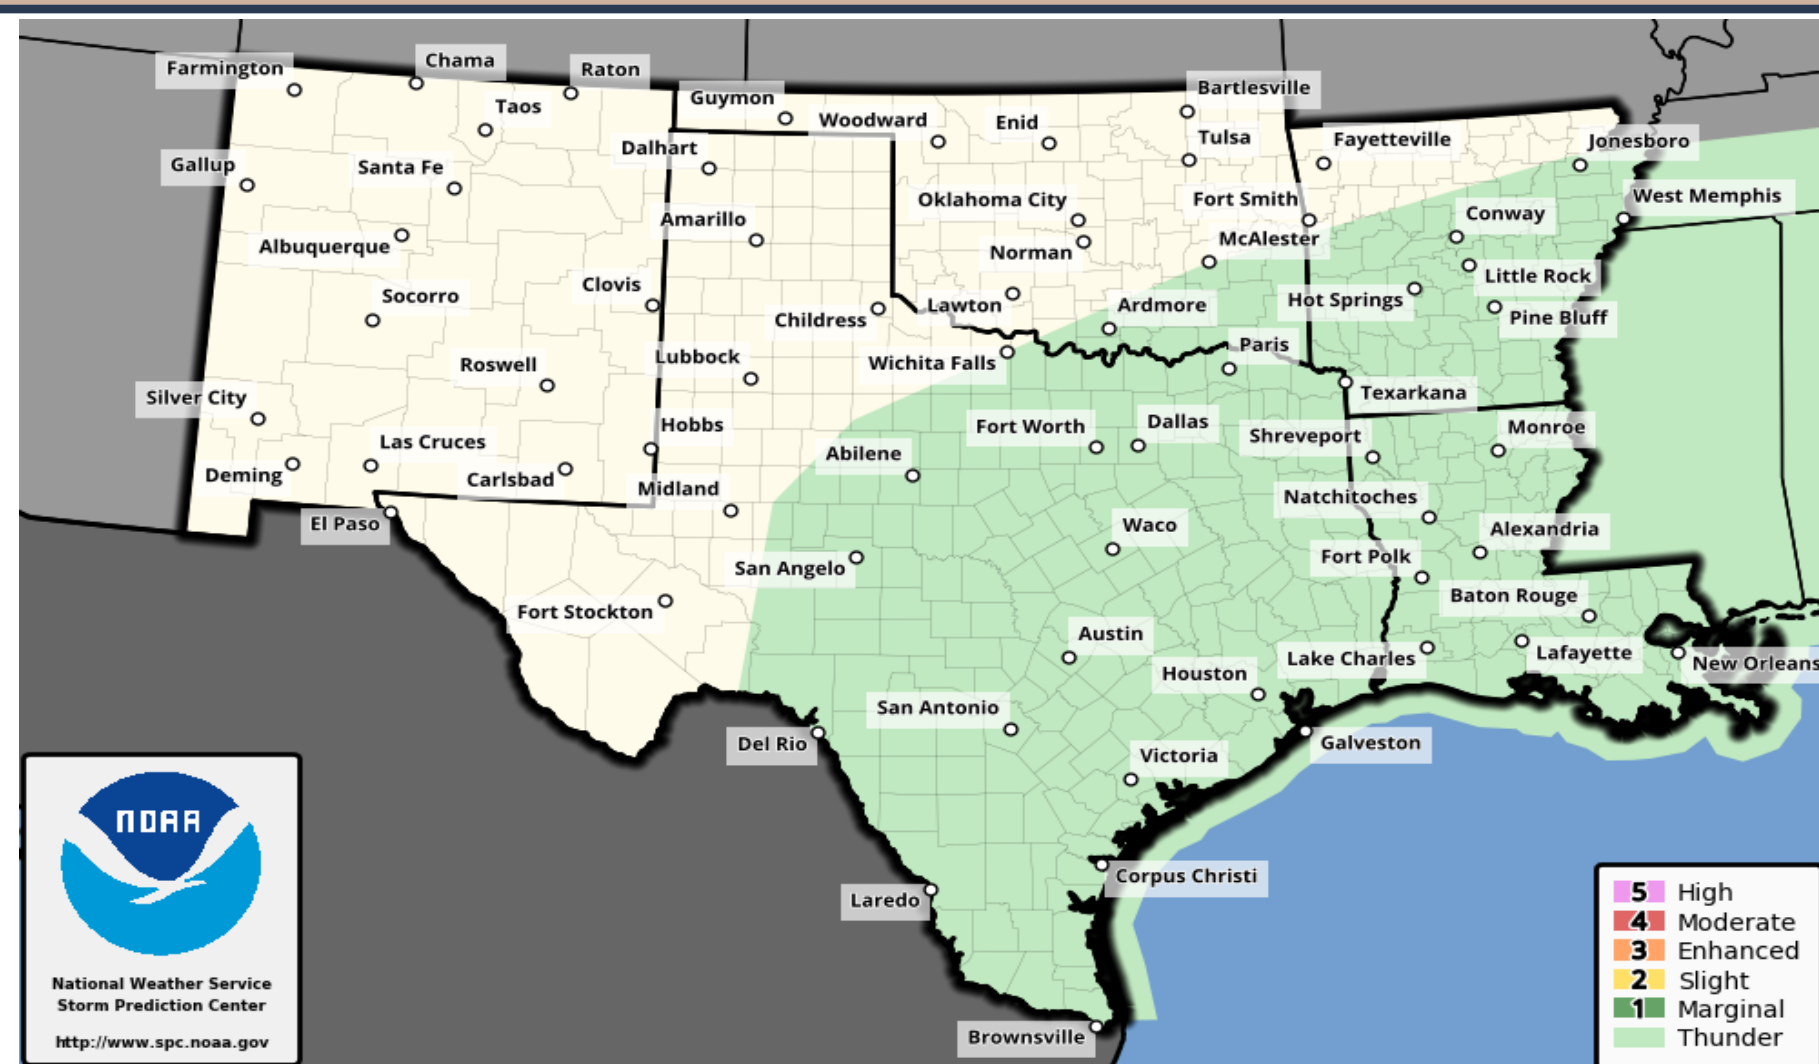 Farmington
Chama
Raton
Guymon
Bartlesville
Taos
Woodward
Enid
Tulsa
Fayetteville
Jonesboro
Gallup
Santa Fe
Dalhart
Oklahoma City
Fort Smith
West Memphis
Amarillo
Conway
Albuquerque
Norman
McAlester
Socorro
Clovis
Little Rock
Childress
Lawton
Ardmore
Hot Springs
Pine Bluff
Roswell
Lubbock
Wichita Falls
Paris
Silver City
Texarkana
Las Cruces
Hobbs
Fort Worth
Dallas
Shreveport
Monroe
Deming
Carlsbad
Midland
Abilene
Natchitoches
El Paso
Waco
Alexandria
San Angelo
Fort Polk
Fort Stockton
Baton Rouge
Austin
Lake Charles
Lafayette
Houston
New Orleans
San Antonio
Del Rio
Galveston
Victoria
Corpus Christi
Laredo
Brownsville
NOAA
National Weather Service
Storm Prediction Center
http://www.spc.noaa.gov
5 High
4 Moderate
3 Enhanced
2 Slight
1 Marginal
Thunder